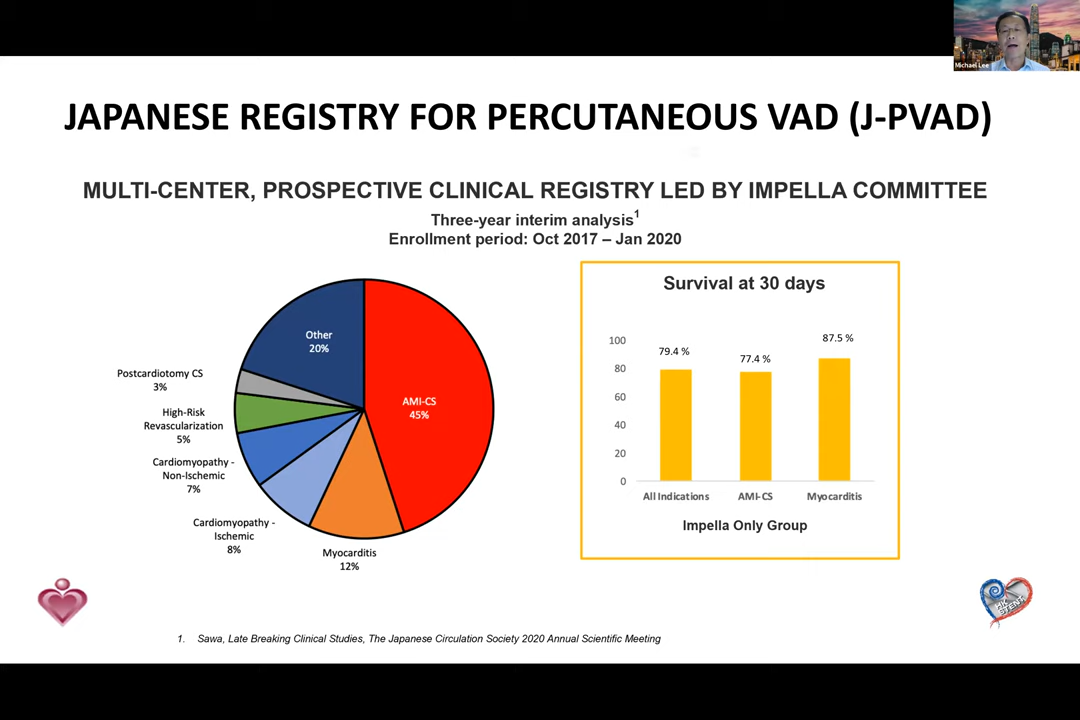 Michael Lee
JAPANESE REGISTRY FOR PERCUTANEOUS VAD (J-PVAD)
MULTI-CENTER, PROSPECTIVE CLINICAL REGISTRY LED BY IMPELLA COMMITTEE
Three-year interim analysis1
Enrollment period: Oct 2017 – Jan 2020
Other
20%
AMI-CS
45%
Postcardiotomy CS
3%
High-Risk
Revascularization
5%
Cardiomyopathy -
Non-Ischemic
7%
Cardiomyopathy -
Ischemic
8%
Myocarditis
12%
Survival at 30 days
100
80
60
40
20
0
79.4 %
77.4 %
87.5 %
All Indications
AMI-CS
Myocarditis
Impella Only Group
HK
STENT
1. Sawa, Late Breaking Clinical Studies, The Japanese Circulation Society 2020 Annual Scientific Meeting